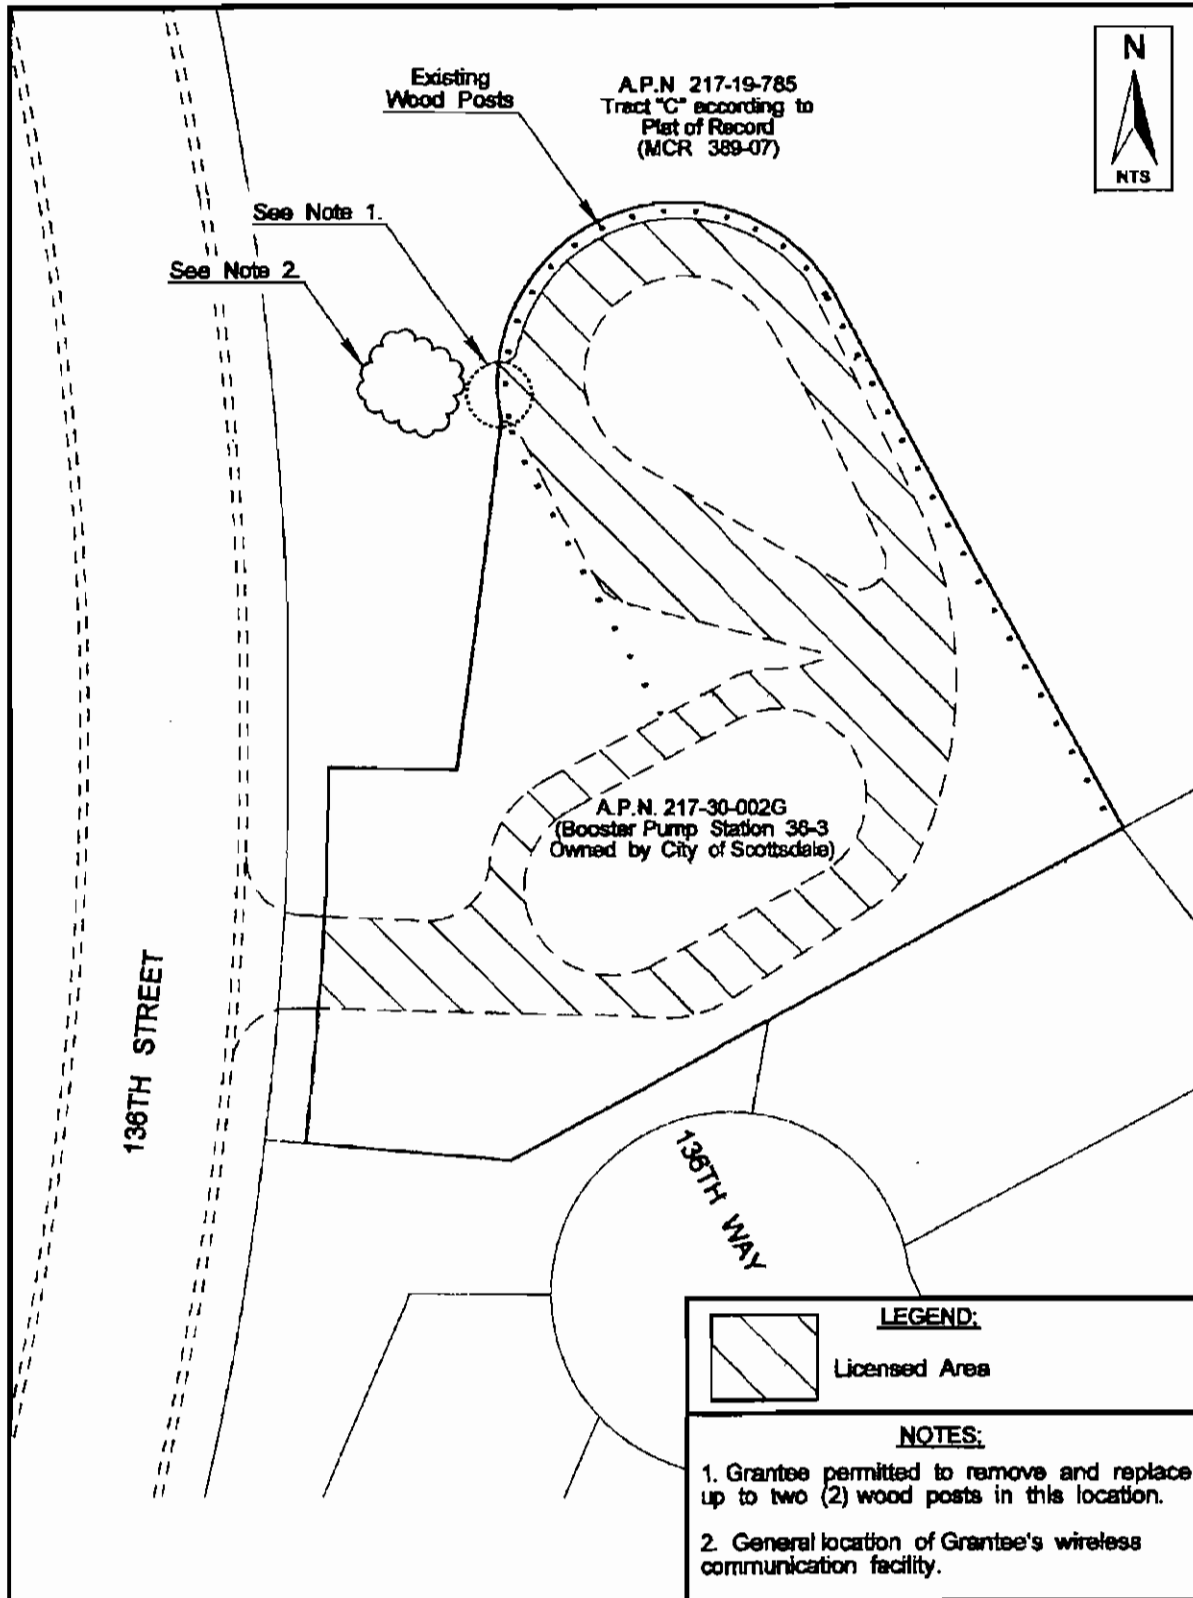 N
NTS
Existing
Wood Posts
A.P.N 217-19-785
Tract "C" according to
Plat of Record
(MCR 389-07)
See Note 1.
See Note 2.
A.P.N. 217-30-002G
(Booster Pump Station 36-3
Owned by City of Scottsdale)
136TH STREET
136TH WAY
LEGEND:
Licensed Area
NOTES:
1. Grantee permitted to remove and replace
up to two (2) wood posts in this location.
2. General location of Grantee's wireless
communication facility.